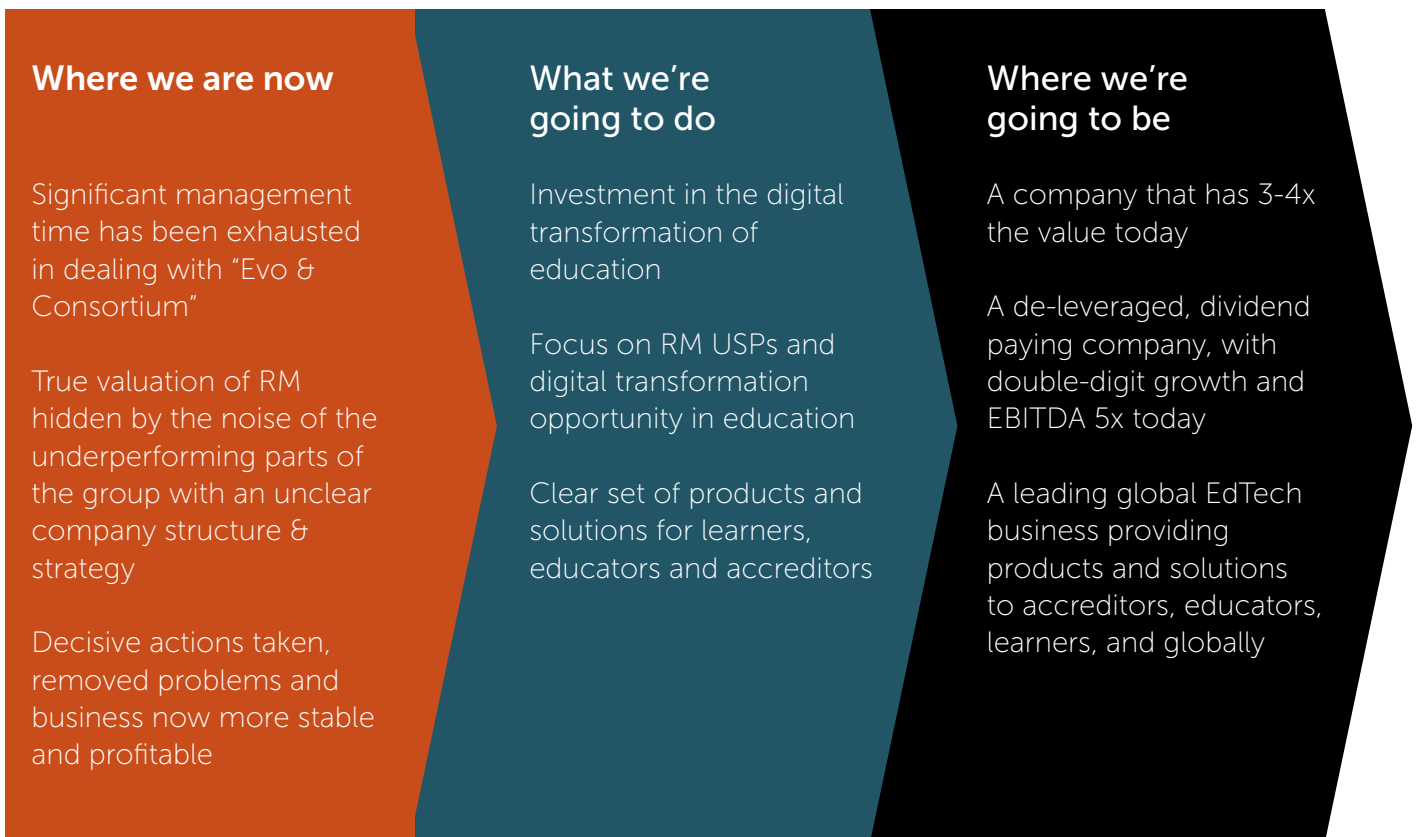 Where we are now
Significant management
time has been exhausted
in dealing with “Evo &
Consortium”
True valuation of RM
hidden by the noise of the
underperforming parts of
the group with an unclear
company structure &
strategy
Decisive actions taken,
removed problems and
business now more stable
and profitable
What we’re
going to do
Investment in the digital
transformation of
education
Focus on RM USPs and
digital transformation
opportunity in education
Clear set of products and
solutions for learners,
educators and accreditors
Where we’re
going to be
A company that has 3-4x
the value today
A de-leveraged, dividend
paying company, with
double-digit growth and
EBITDA 5x today
A leading global EdTech
business providing
products and solutions
to accreditors, educators,
learners, and globally